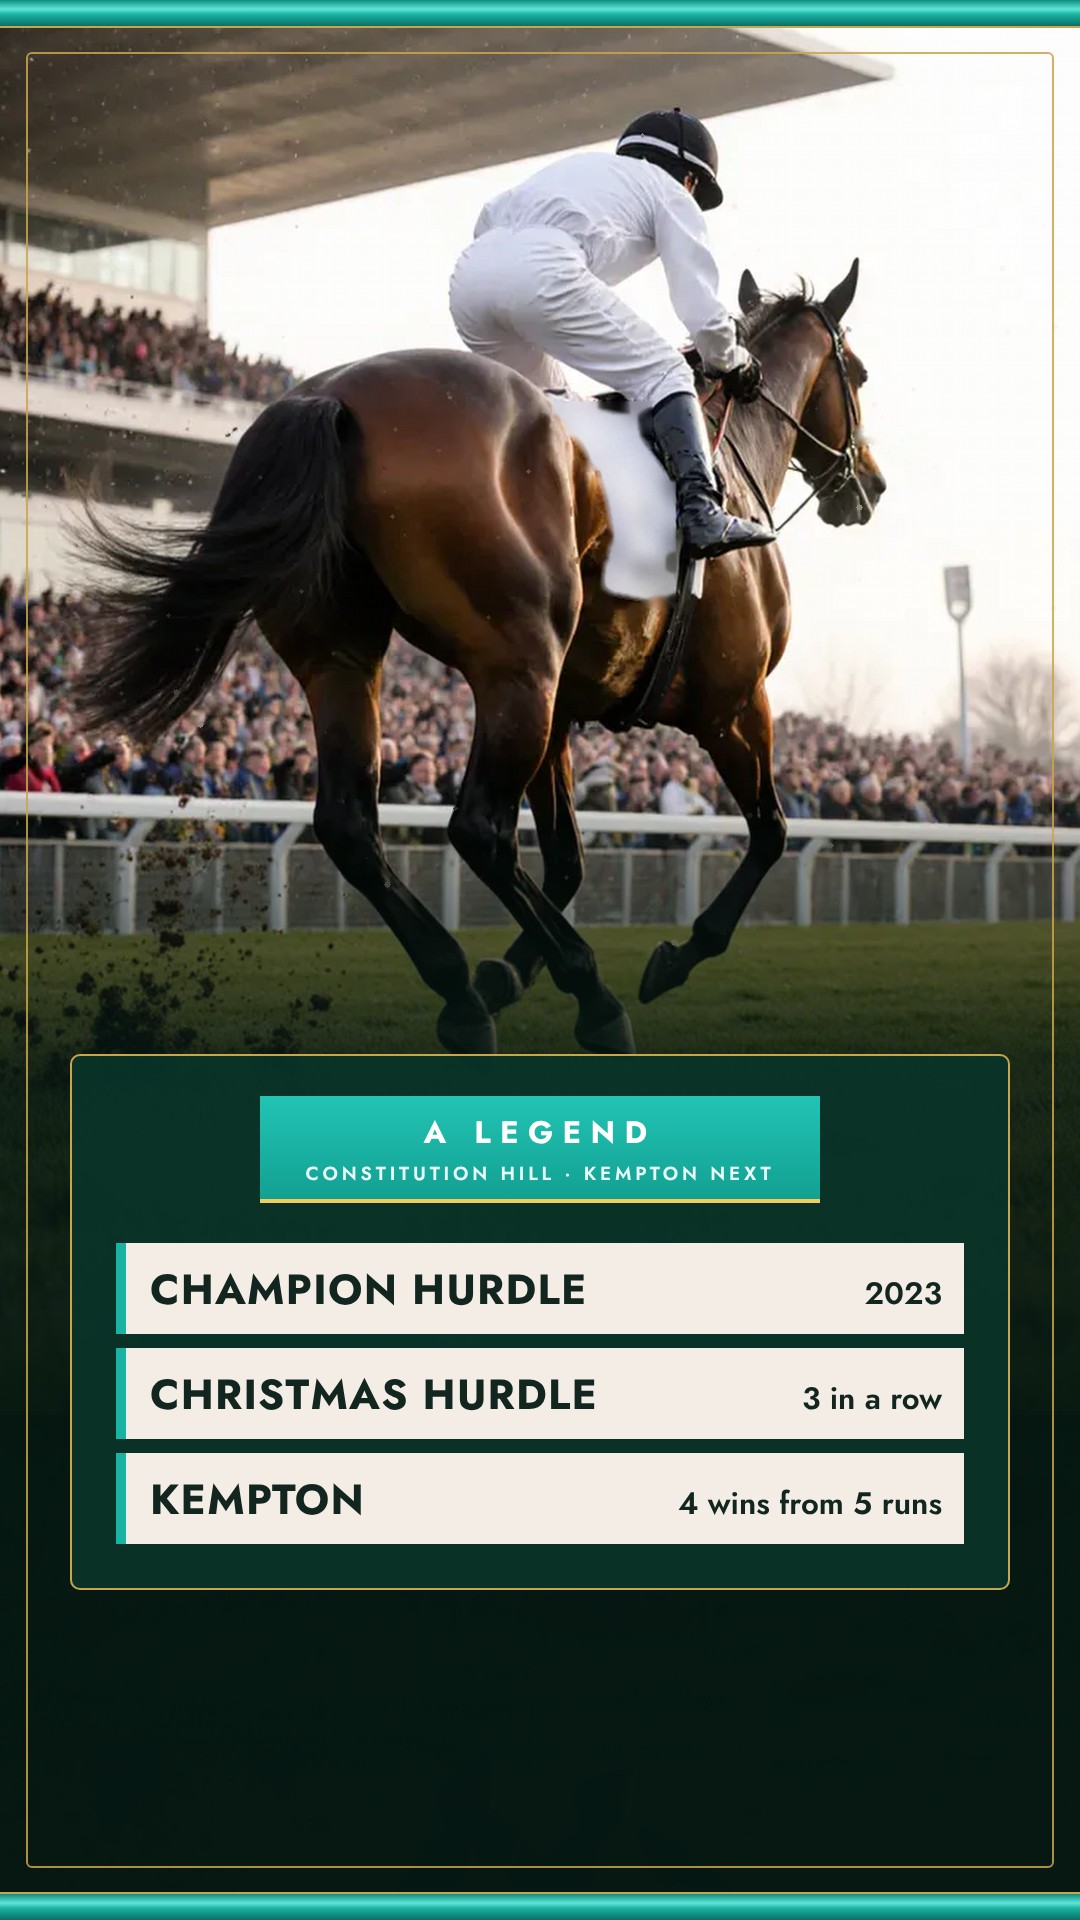 A LEGEND
CONSTITUTION HILL · KEMPTON NEXT
CHAMPION HURDLE 2023
CHRISTMAS HURDLE 3 in a row
KEMPTON 4 wins from 5 runs